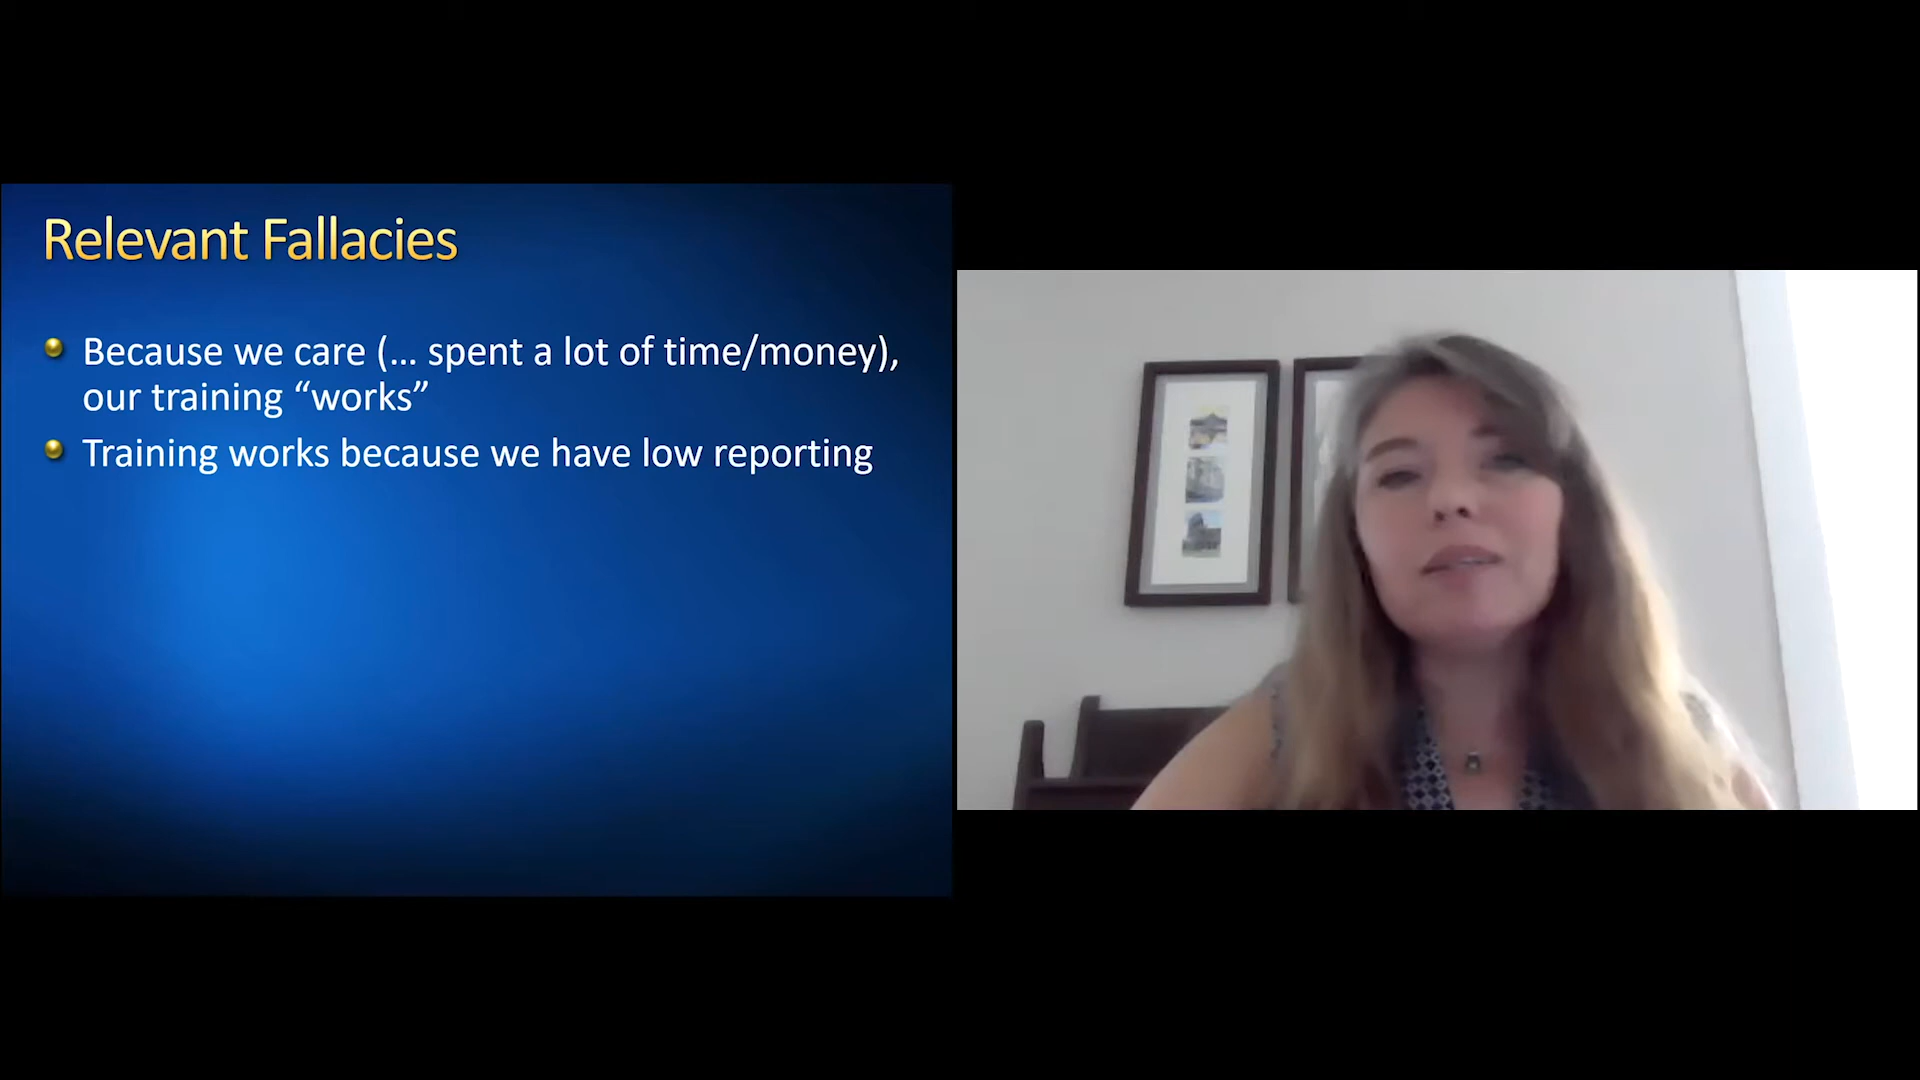 Relevant Fallacies
Because we care (... spent a lot of time/money),
our training “works”
Training works because we have low reporting